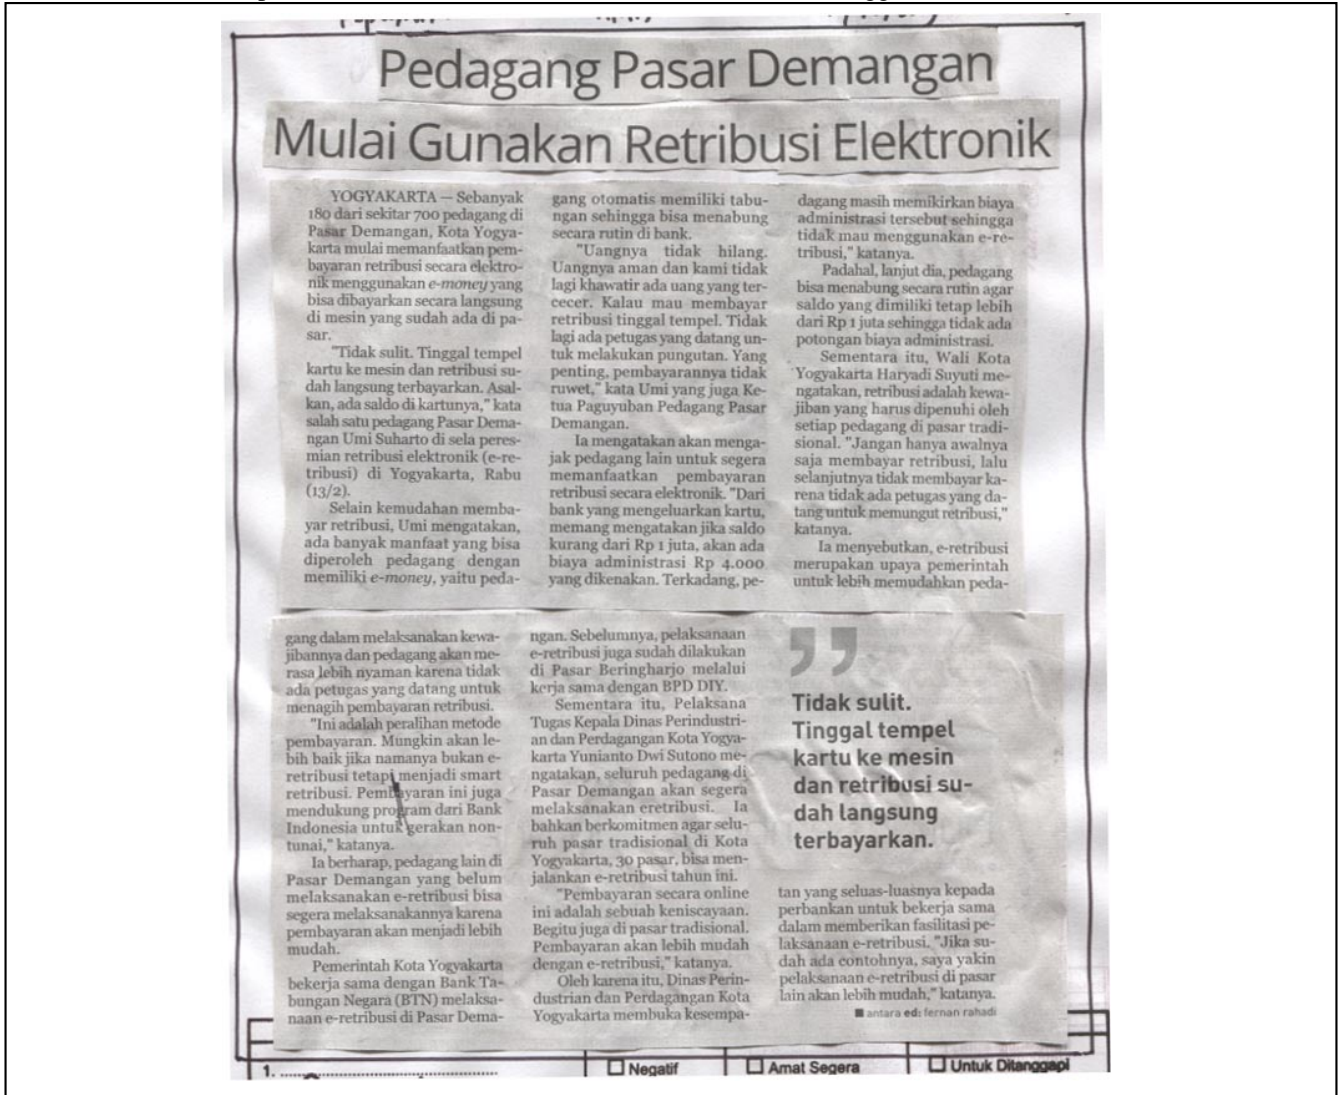 Pedagang Pasar Demangan
Mulai Gunakan Retribusi Elektronik
YOGYAKARTA — Sebanyak
180 dari sekitar 700 pedagang di
Pasar Demangan, Kota Yogya-
karta mulai memanfaatkan pem-
bayaran retribusi secara elektro-
nik menggunakan e-money yang
bisa dibayarkan secara langsung
di mesin yang sudah ada di pa-
sar.
"Tidak sulit. Tinggal tempel
kartu ke mesin dan retribusi su-
dah langsung terbayarkan. Asal-
kan, ada saldo di kartunya," kata
salah satu pedagang Pasar Dema-
ngan Umi Suharto di sela peres-
mian retribusi elektronik (e-re-
tribusi) di Yogyakarta, Rabu
(13/2).
Selain kemudahan memba-
yar retribusi, Umi mengatakan,
ada banyak manfaat yang bisa
diperoleh pedagang dengan
memiliki e-money, yaitu peda-
gang otomatis memiliki tabu-
ngan sehingga bisa menabung
secara rutin di bank.
"Uangnya tidak hilang.
Uangnya aman dan kami tidak
lagi khawatir ada uang yang ter-
cecer. Kalau mau membayar
retribusi tinggal tempel. Tidak
lagi ada petugas yang datang un-
tuk melakukan pungutan. Yang
penting, pembayarannya tidak
ruwet," kata Umi yang juga Ke-
tua Paguyuban Pedagang Pasar
Demangan.
Ia mengatakan akan menga-
jak pedagang lain untuk segera
memanfaatkan pembayaran
retribusi secara elektronik. "Dari
bank yang mengeluarkan kartu,
memang mengatakan jika saldo
kurang dari Rp 1 juta, akan ada
biaya administrasi Rp 4.000
yang dikenakan. Terkadang, pe-
dagang masih memikirkan biaya
administrasi tersebut sehingga
tidak mau menggunakan e-re-
tribusi," katanya.
Padahal, lanjut dia, pedagang
bisa menabung secara rutin agar
saldo yang dimiliki tetap lebih
dari Rp 1 juta sehingga tidak ada
potongan biaya administrasi.
Sementara itu, Wali Kota
Yogyakarta Haryadi Suyuti me-
ngatakan, retribusi adalah kewa-
jiban yang harus dipenuhi oleh
setiap pedagang di pasar tradi-
sional. "Jangan hanya awalnya
saja membayar retribusi, lalu
selanjutnya tidak membayar ka-
rena tidak ada petugas yang da-
tang untuk memungut retribusi,"
katanya.
Ia menyebutkan, e-retribusi
merupakan upaya pemerintah
untuk lebih memudahkan peda-
gang dalam melaksanakan kewa-
jibannya dan pedagang akan me-
rasa lebih nyaman karena tidak
ada petugas yang datang untuk
menagih pembayaran retribusi.
"Ini adalah peralihan metode
pembayaran. Mungkin akan le-
bih baik jika namanya bukan e-
retribusi tetapi menjadi smart
retribusi. Pembayaran ini juga
mendukung program dari Bank
Indonesia untuk gerakan non-
tunai," katanya.
Ia berharap, pedagang lain di
Pasar Demangan yang belum
melaksanakan e-retribusi bisa
segera melaksanakannya karena
pembayaran akan menjadi lebih
mudah.
Pemerintah Kota Yogyakarta
bekerja sama dengan Bank Ta-
bungan Negara (BTN) melaksa-
naan e-retribusi di Pasar Dema-
ngan. Sebelumnya, pelaksanaan
e-retribusi juga sudah dilakukan
di Pasar Beringharjo melalui
kerja sama dengan BPD DIY.
Sementara itu, Pelaksana
Tugas Kepala Dinas Perindustri-
an dan Perdagangan Kota Yogya-
karta Yunianto Dwi Sutono me-
ngatakan, seluruh pedagang di
Pasar Demangan akan segera
melaksanakan eretribusi. Ia
bahkan berkomitmen agar selu-
ruh pasar tradisional di Kota
Yogyakarta, 30 pasar, bisa men-
jalankan e-retribusi tahun ini.
"Pembayaran secara online
ini adalah sebuah keniscayaan.
Begitu juga di pasar tradisional.
Pembayaran akan lebih mudah
dengan e-retribusi," katanya.
Oleh karena itu, Dinas Perin-
dustrian dan Perdagangan Kota
Yogyakarta membuka kesempa-
"
Tidak sulit.
Tinggal tempel
kartu ke mesin
dan retribusi su-
dah langsung
terbayarkan.
tan yang seluas-luasnya kepada
perbankan untuk bekerja sama
dalam memberikan fasilitasi pe-
laksanaan e-retribusi. "Jika su-
dah ada contohnya, saya yakin
pelaksanaan e-retribusi di pasar
lain akan lebih mudah," katanya.
■ antara ed: fernan rahadi
1. ........................................ ☐ Negatif ☐ Amat Segera ☐ Untuk Ditanggapi